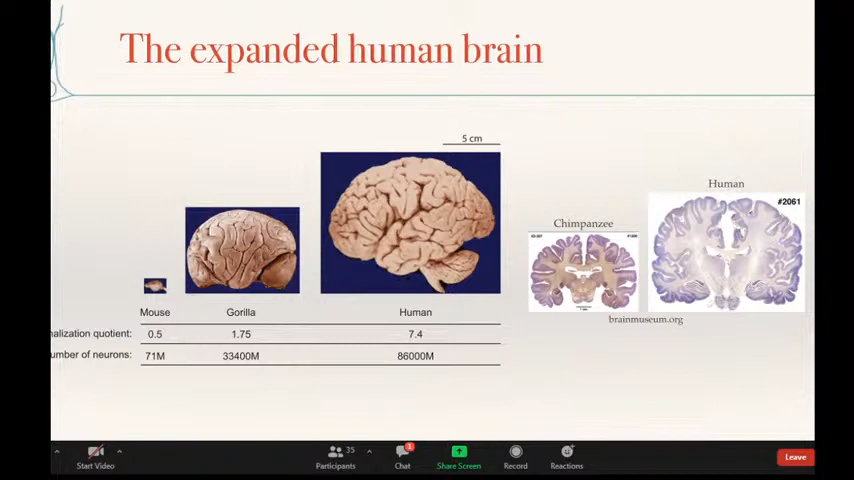 The expanded human brain
5 cm
Human
#2061
Chimpanzee
Mouse
Gorilla
Human
nalization quotient:
0.5
1.75
7.4
umber of neurons:
71M
33400M
86000M
brainmuseum.org
35
1
Start Video
Participants
Chat
Share Screen
Record
Reactions
Leave